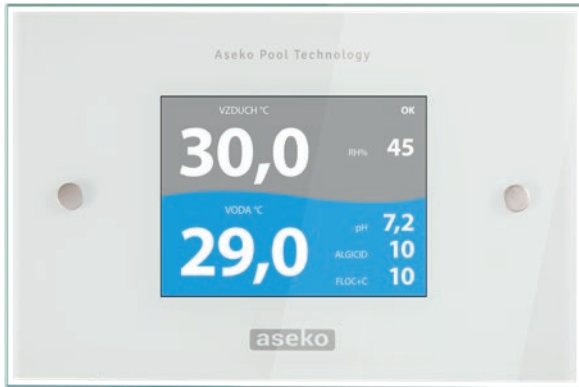 Aseko Pool Technology
VZDUCH °C OK
30,0 RH% 45
VODA °C
29,0 pH 7,2
ALGICID 10
FLOC+C 10
aseko